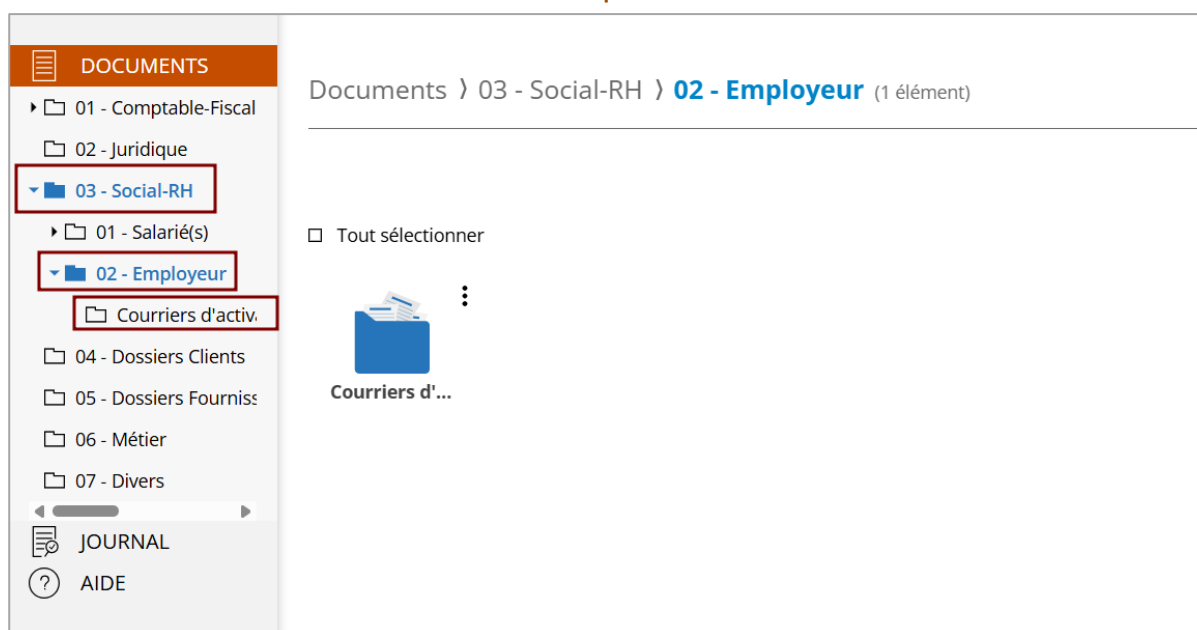 DOCUMENTS
01 - Comptable-Fiscal
02 - Juridique
03 - Social-RH
01 - Salarié(s)
02 - Employeur
Courriers d'activ
04 - Dossiers Clients
05 - Dossiers Fourniss
06 - Métier
07 - Divers
JOURNAL
? AIDE
Documents ⟩ 03 - Social-RH ⟩ 02 - Employeur (1 élément)
Tout sélectionner
Courriers d'...